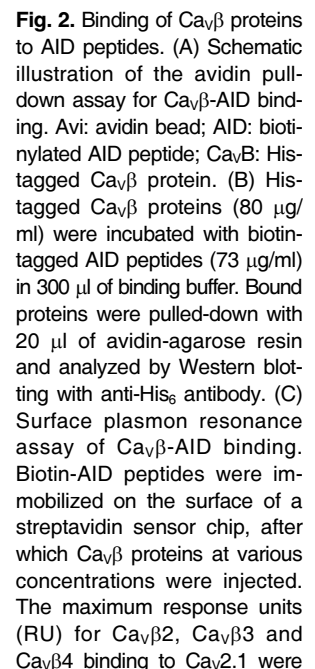 Fig. 2. Binding of Caᵥβ proteins
to AID peptides. (A) Schematic
illustration of the avidin pull-
down assay for Caᵥβ-AID bind-
ing. Avi: avidin bead; AID: bioti-
nylated AID peptide; CaᵥB: His-
tagged Caᵥβ protein. (B) His-
tagged Caᵥβ proteins (80 μg/
ml) were incubated with biotin-
tagged AID peptides (73 μg/ml)
in 300 μl of binding buffer. Bound
proteins were pulled-down with
20 μl of avidin-agarose resin
and analyzed by Western blot-
ting with anti-His₆ antibody. (C)
Surface plasmon resonance
assay of Caᵥβ-AID binding.
Biotin-AID peptides were im-
mobilized on the surface of a
streptavidin sensor chip, after
which Caᵥβ proteins at various
concentrations were injected.
The maximum response units
(RU) for Caᵥβ2, Caᵥβ3 and
Caᵥβ4 binding to Caᵥ2.1 were